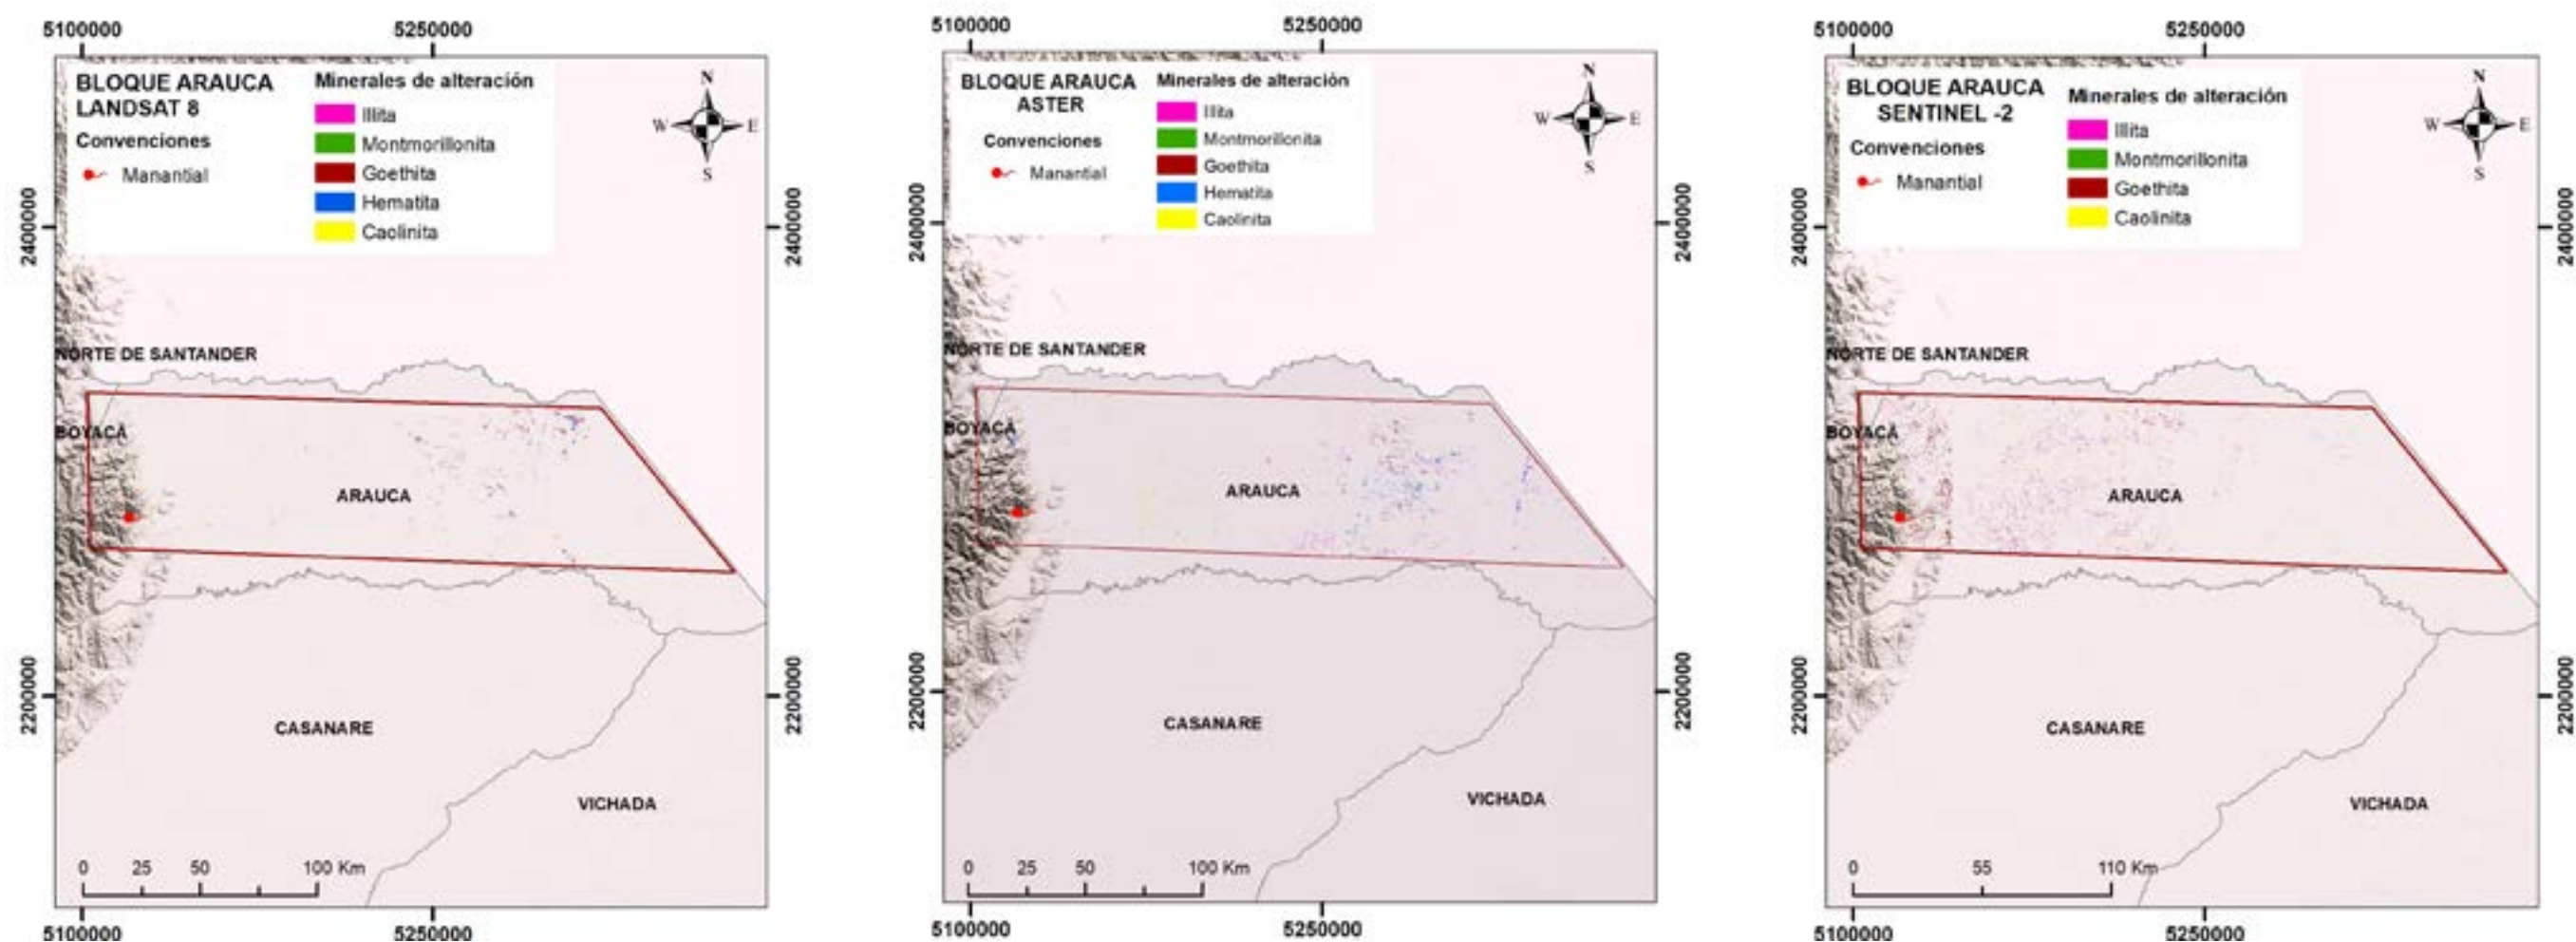 5100000 5250000
BLOQUE ARAUCA
LANDSAT 8
Convenciones
Manantial
Minerales de alteración
Illita
Montmorillonita
Goethita
Hematita
Caolinita
N
W E
S
2400000 2400000
NORTE DE SANTANDER
BOYACÁ
ARAUCA
2200000 2200000
CASANARE
VICHADA
0 25 50 100 Km
5100000 5250000
5100000 5250000
BLOQUE ARAUCA
ASTER
Convenciones
Manantial
Minerales de alteración
Illita
Montmorillonita
Goethita
Hematita
Caolinita
N
W E
S
2400000 2400000
NORTE DE SANTANDER
BOYACÁ
ARAUCA
2200000 2200000
CASANARE
VICHADA
0 25 50 100 Km
5100000 5250000
5100000 5250000
BLOQUE ARAUCA
SENTINEL -2
Convenciones
Manantial
Minerales de alteración
Illita
Montmorillonita
Goethita
Caolinita
N
W E
S
2400000 2400000
NORTE DE SANTANDER
BOYACÁ
ARAUCA
2200000 2200000
CASANARE
VICHADA
0 55 110 Km
5100000 5250000